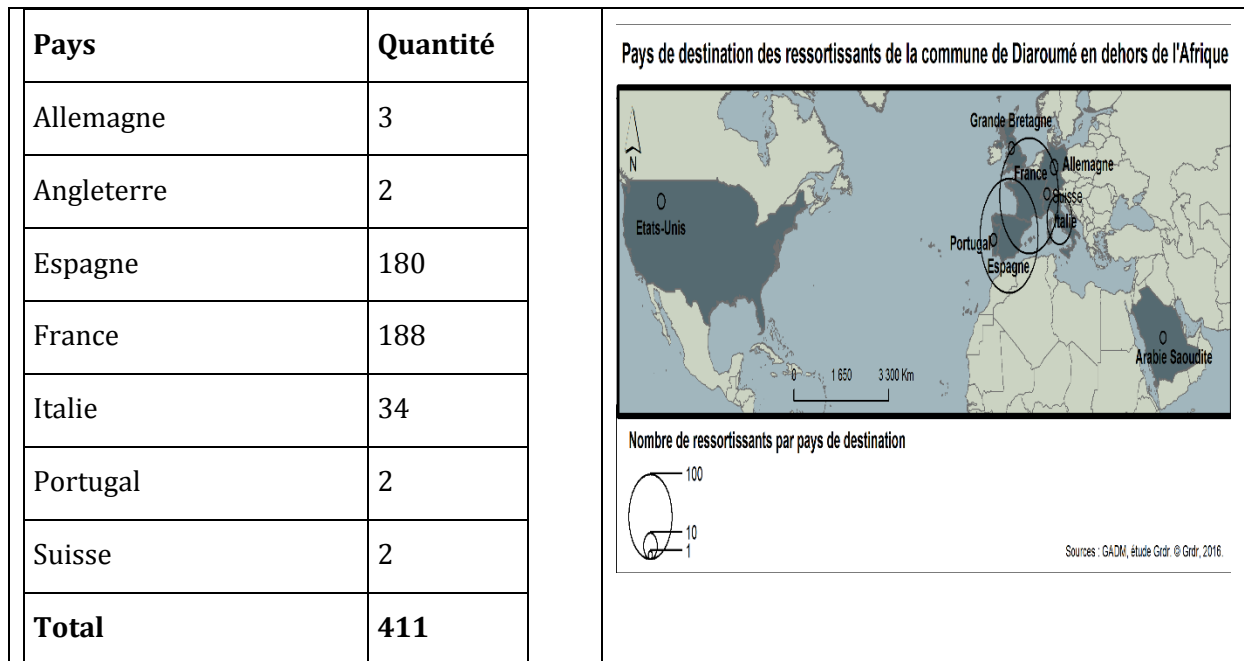 Pays Quantité
Allemagne 3
Angleterre 2
Espagne 180
France 188
Italie 34
Portugal 2
Suisse 2
Total 411
Pays de destination des ressortissants de la commune de Diaroumé en dehors de l'Afrique
N
Grande Bretagne
France
Allemagne
Suisse
Italie
Etats-Unis
Portugal
Espagne
Arabie Saoudite
0 1 650 3 300 Km
Nombre de ressortissants par pays de destination
100
10
1
Sources : GADM, étude Grdr. © Grdr, 2016.